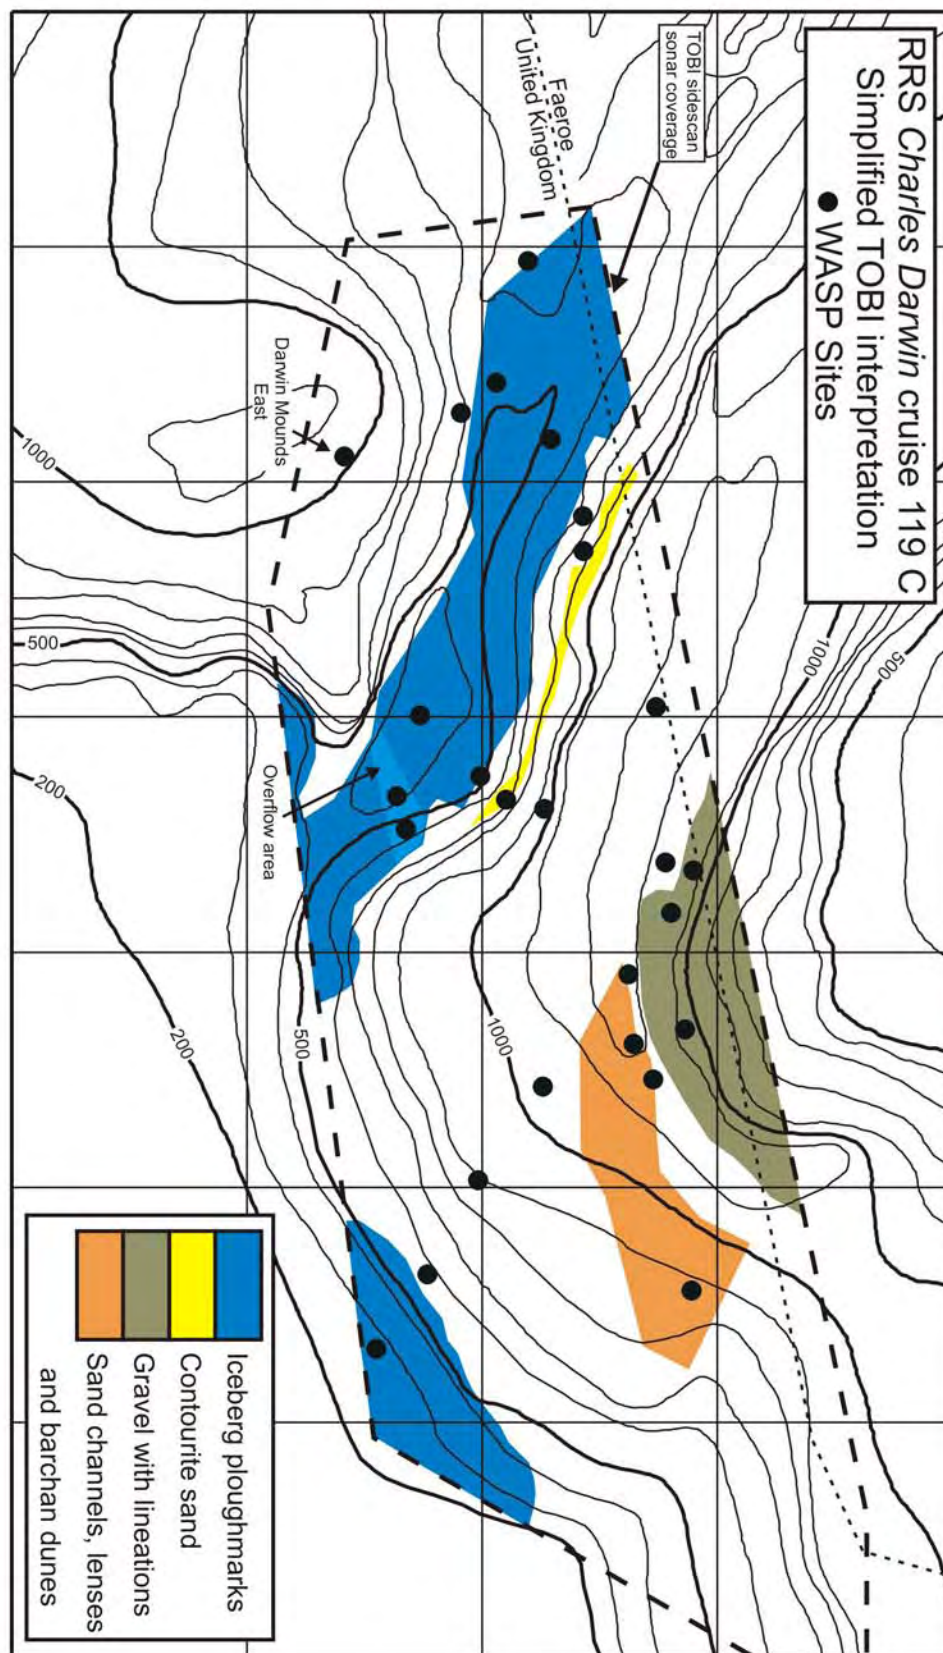 RRS Charles Darwin cruise 119 C
Simplified TOBI interpretation
WASP Sites
TOBI sidescan
sonar coverage
Faeroe
United Kingdom
Darwin Mounds
East
Overflow area
1000
500
200
200
500
1000
1000
500
Iceberg ploughmarks
Contourite sand
Gravel with lineations
Sand channels, lenses
and barchan dunes